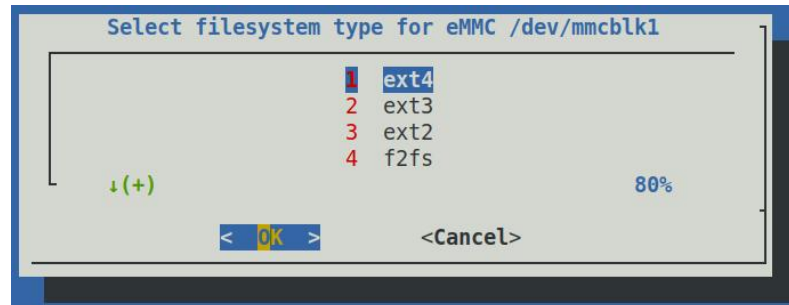 Select filesystem type for eMMC /dev/mmcblk1
1 ext4
2 ext3
3 ext2
4 f2fs
↓(+) 80%
< OK > <Cancel>